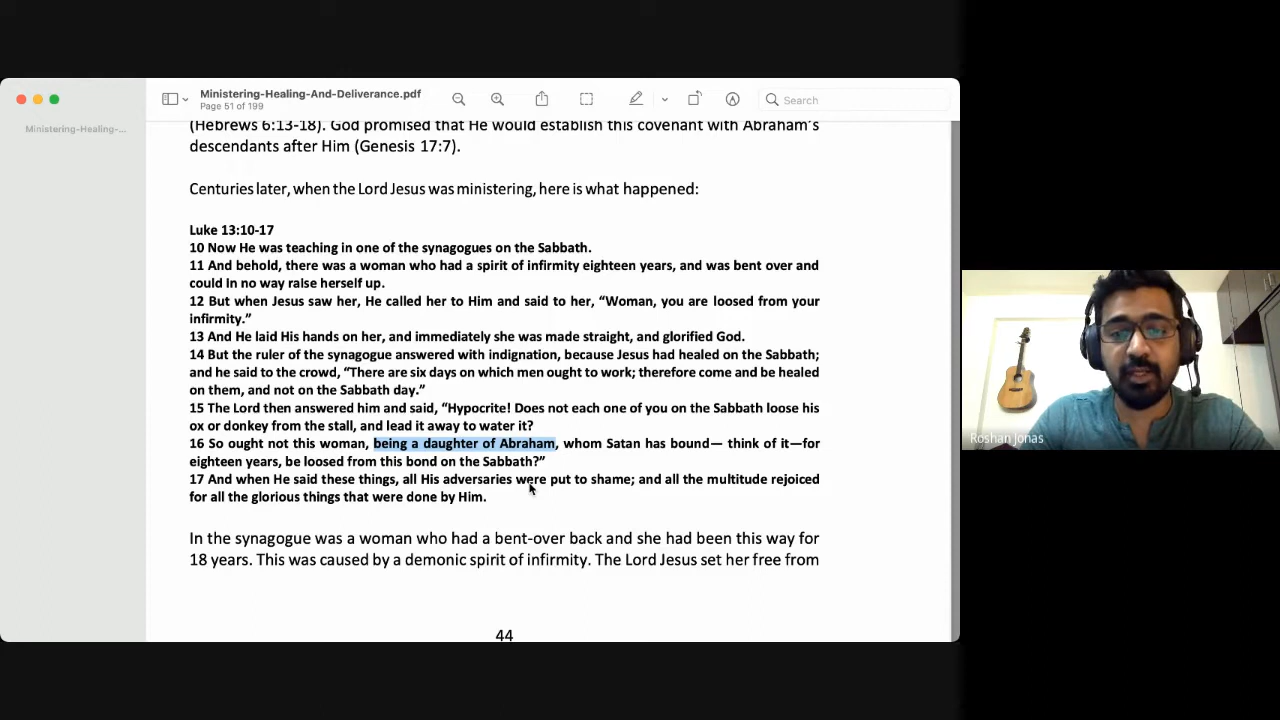 Ministering-Healing-And-Deliverance.pdf
Page 51 of 199
Search
Ministering-Healing-...
(Hebrews 6:13-18). God promised that He would establish this covenant with Abraham's
descendants after Him (Genesis 17:7).
Centuries later, when the Lord Jesus was ministering, here is what happened:
Luke 13:10-17
10 Now He was teaching in one of the synagogues on the Sabbath.
11 And behold, there was a woman who had a spirit of infirmity eighteen years, and was bent over and
could in no way raise herself up.
12 But when Jesus saw her, He called her to Him and said to her, “Woman, you are loosed from your
infirmity.”
13 And He laid His hands on her, and immediately she was made straight, and glorified God.
14 But the ruler of the synagogue answered with indignation, because Jesus had healed on the Sabbath;
and he said to the crowd, “There are six days on which men ought to work; therefore come and be healed
on them, and not on the Sabbath day.”
15 The Lord then answered him and said, “Hypocrite! Does not each one of you on the Sabbath loose his
ox or donkey from the stall, and lead it away to water it?
16 So ought not this woman, being a daughter of Abraham, whom Satan has bound— think of it—for
eighteen years, be loosed from this bond on the Sabbath?”
17 And when He said these things, all His adversaries were put to shame; and all the multitude rejoiced
for all the glorious things that were done by Him.
In the synagogue was a woman who had a bent-over back and she had been this way for
18 years. This was caused by a demonic spirit of infirmity. The Lord Jesus set her free from
44
Roshan Jonas